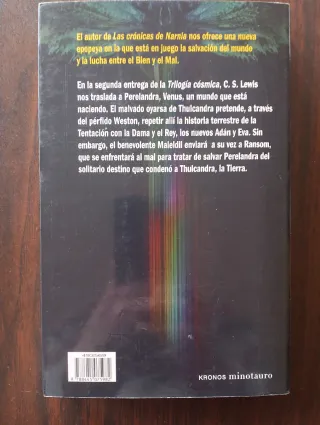 El autor de Las crónicas de Narnia nos ofrece una nueva
epopeya en la que está en juego la salvación del mundo
y la lucha entre el Bien y el Mal.
En la segunda entrega de la Trilogía cósmica, C. S. Lewis
nos traslada a Perelandra, Venus, un mundo que está
naciendo. El malvado oyarsa de Thulcandra pretende, a través
del pérfido Weston, repetir allí la historia terrestre de la
Tentación con la Dama y el Rey, los nuevos Adán y Eva. Sin
embargo, el benevolente Maleldil enviará a su vez a Ransom,
que se enfrentará al mal para tratar de salvar Perelandra del
solitario destino que condenó a Thulcandra, la Tierra.
KRONOS minotauro